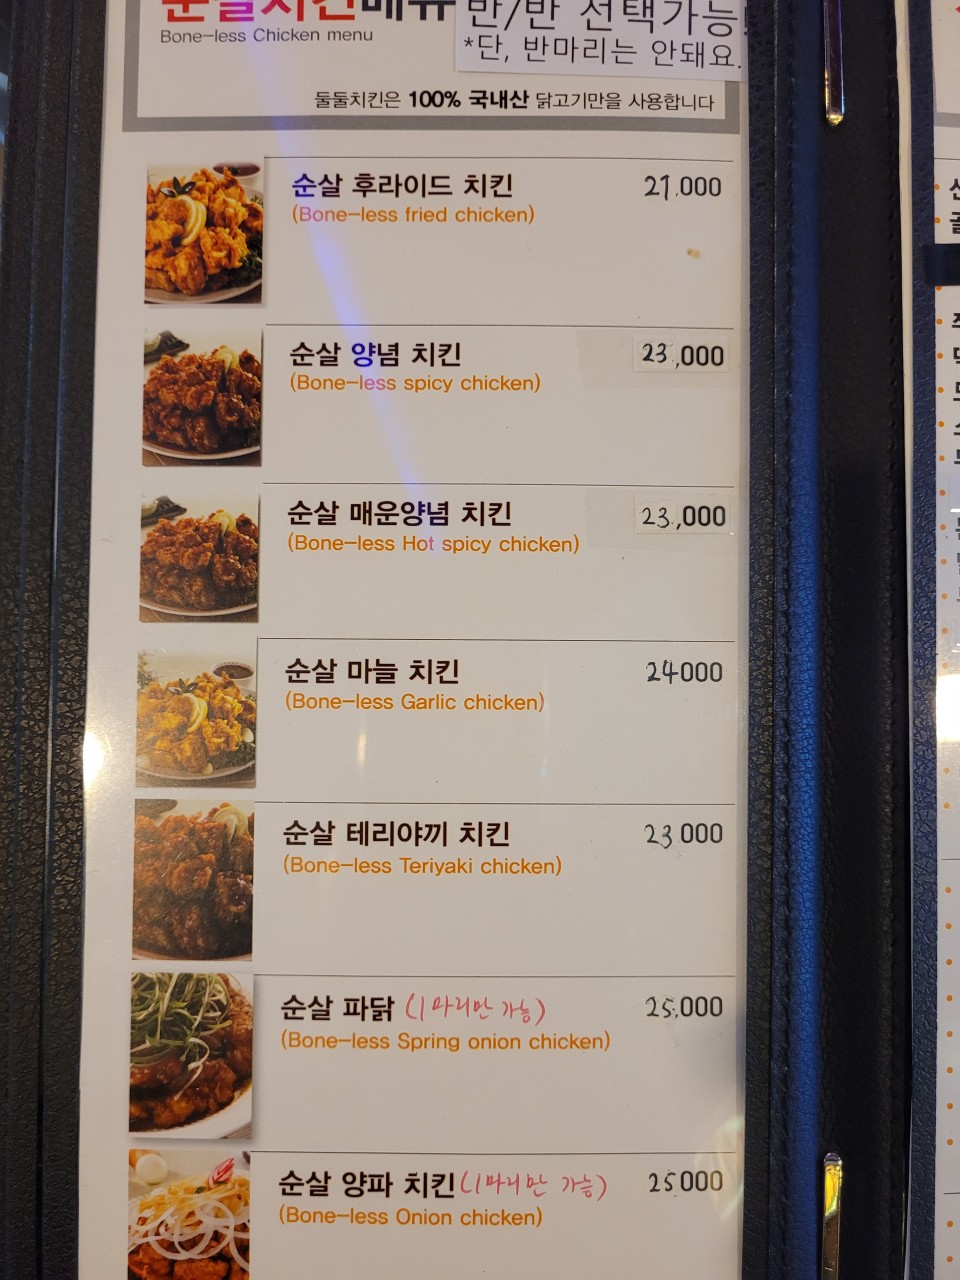 순살치킨메뉴
Bone-less Chicken menu
반/반 선택가능!
*단, 반마리는 안돼요.
둘둘치킨은 100% 국내산 닭고기만을 사용합니다
순살 후라이드 치킨 21.000
(Bone-less fried chicken)
순살 양념 치킨 23,000
(Bone-less spicy chicken)
순살 매운양념 치킨 23,000
(Bone-less Hot spicy chicken)
순살 마늘 치킨 24000
(Bone-less Garlic chicken)
순살 테리야끼 치킨 23000
(Bone-less Teriyaki chicken)
순살 파닭 (1마리만 가능) 25.000
(Bone-less Spring onion chicken)
순살 양파 치킨 (1마리만 가능) 25.000
(Bone-less Onion chicken)